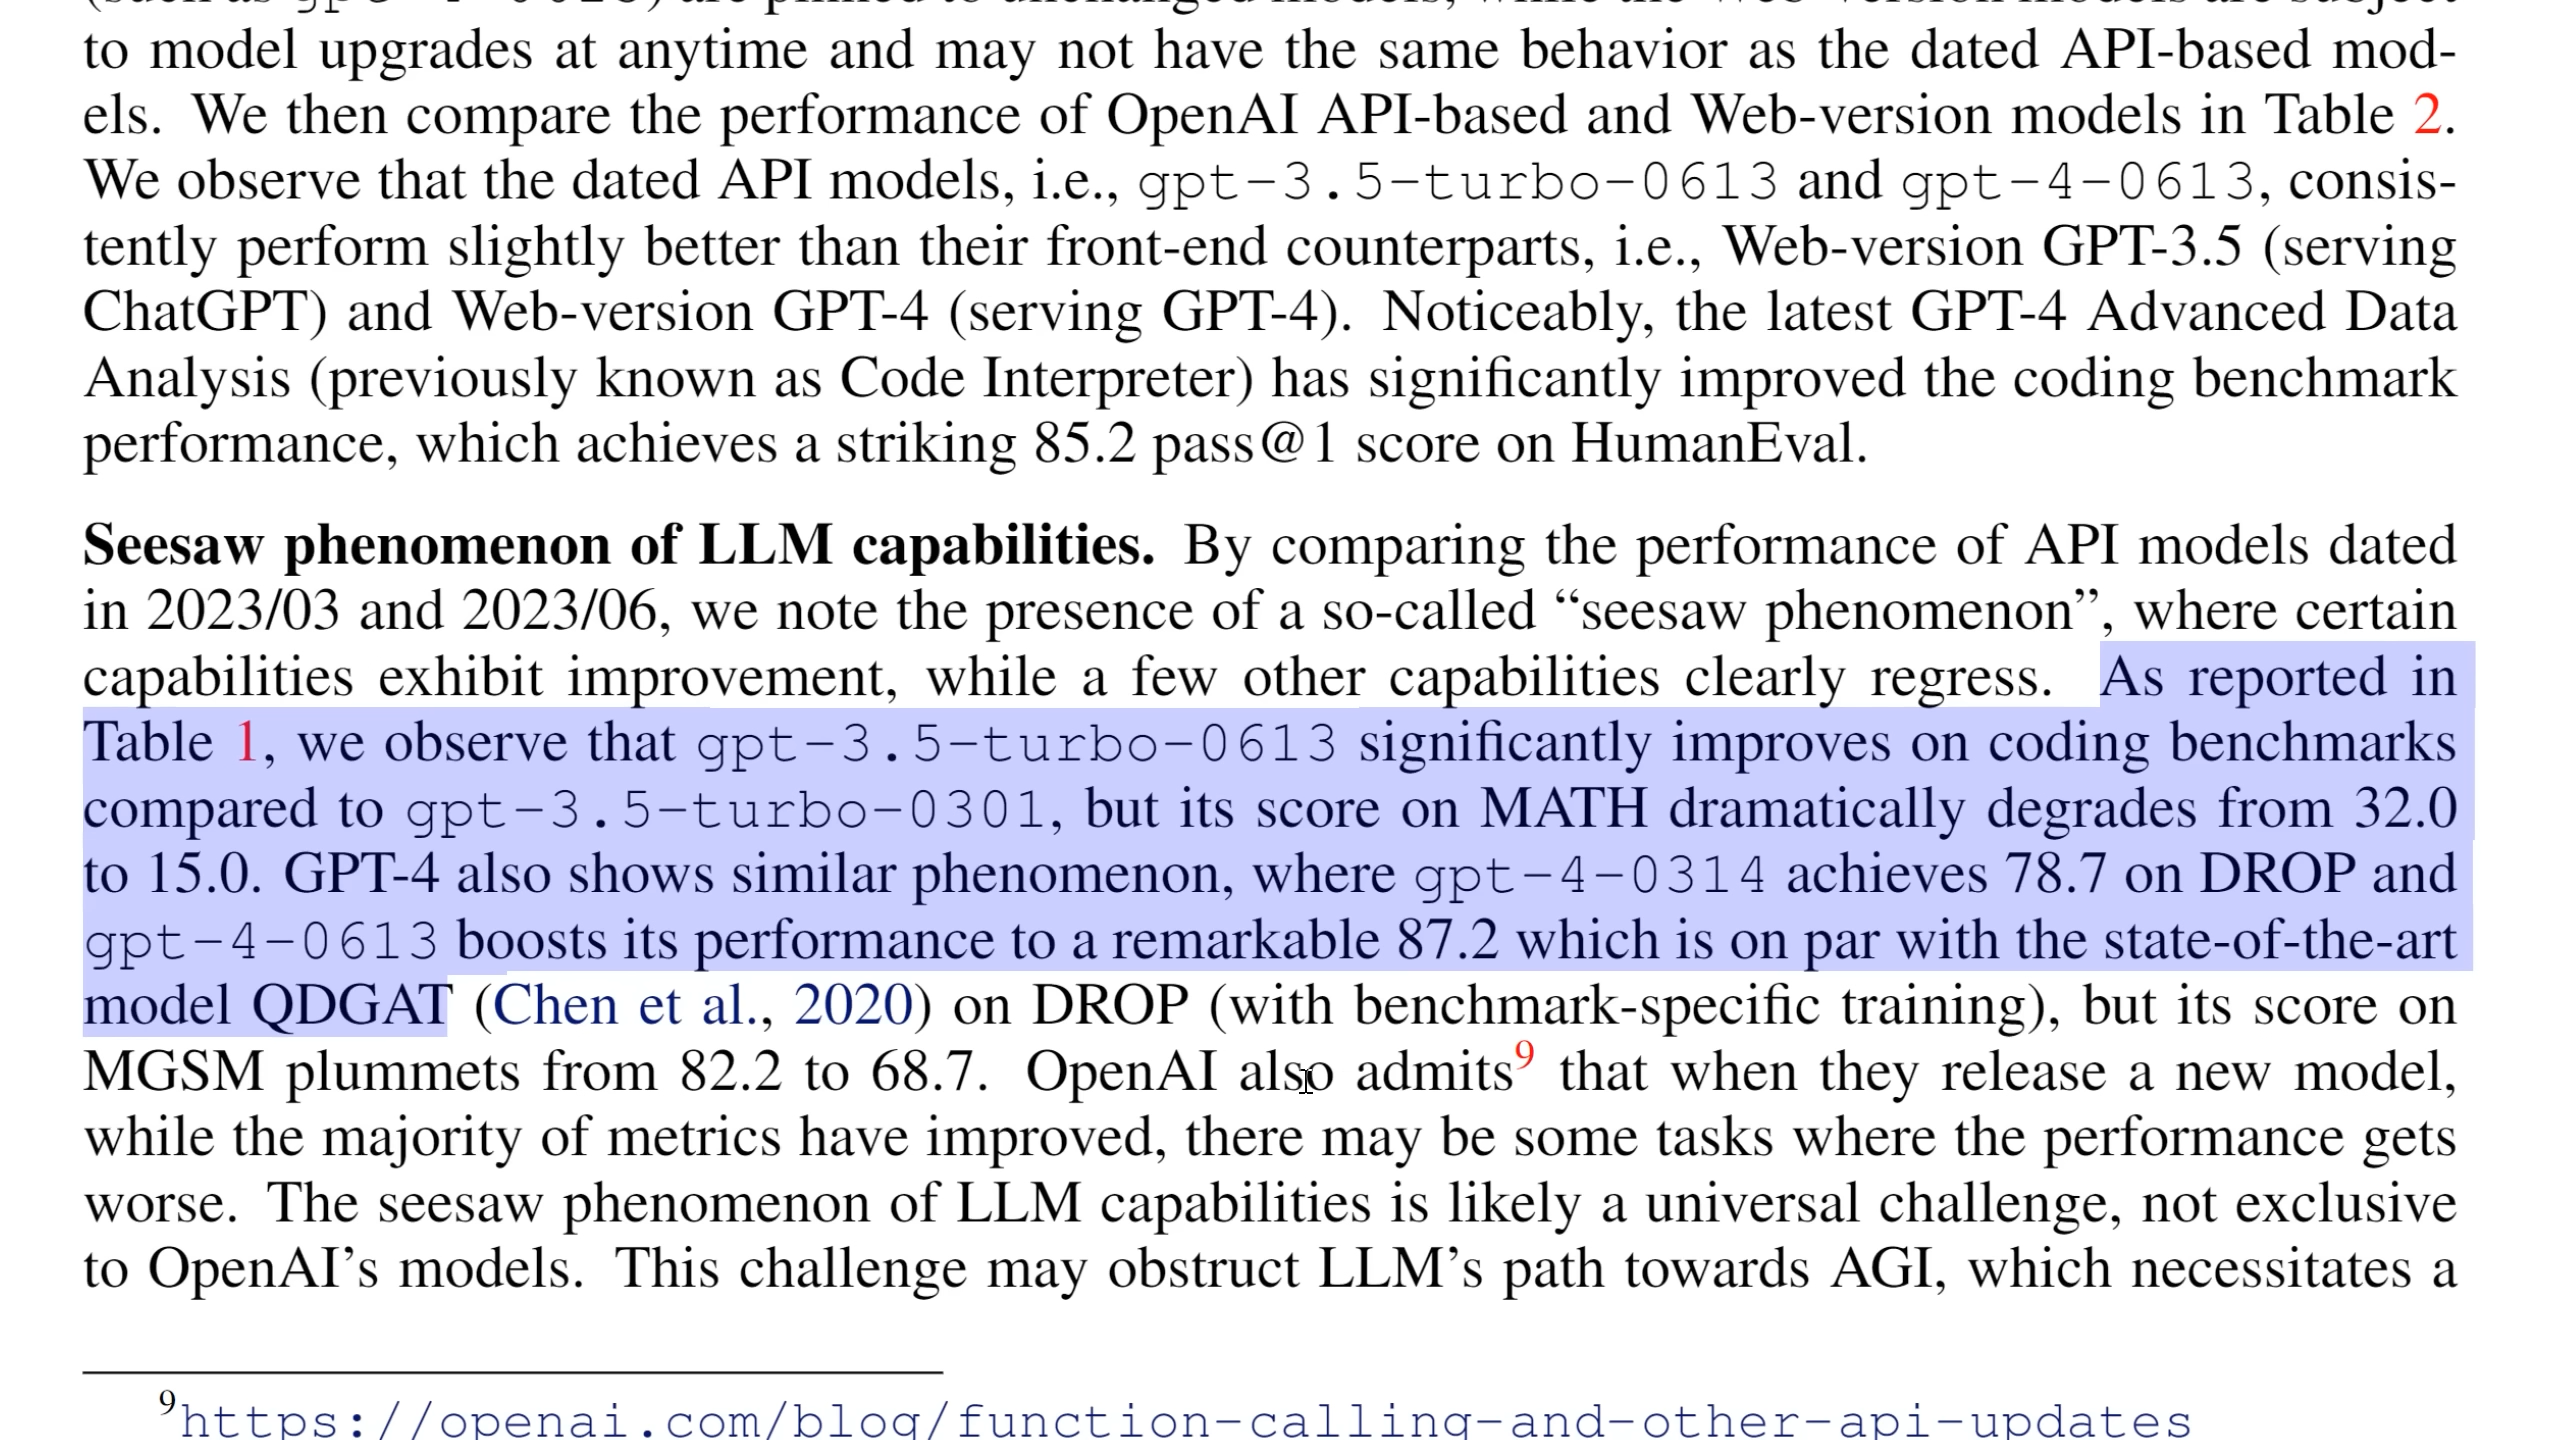 to model upgrades at anytime and may not have the same behavior as the dated API-based mod-
els. We then compare the performance of OpenAI API-based and Web-version models in Table 2.
We observe that the dated API models, i.e., gpt-3.5-turbo-0613 and gpt-4-0613, consis-
tently perform slightly better than their front-end counterparts, i.e., Web-version GPT-3.5 (serving
ChatGPT) and Web-version GPT-4 (serving GPT-4). Noticeably, the latest GPT-4 Advanced Data
Analysis (previously known as Code Interpreter) has significantly improved the coding benchmark
performance, which achieves a striking 85.2 pass@1 score on HumanEval.
Seesaw phenomenon of LLM capabilities. By comparing the performance of API models dated
in 2023/03 and 2023/06, we note the presence of a so-called “seesaw phenomenon”, where certain
capabilities exhibit improvement, while a few other capabilities clearly regress. As reported in
Table 1, we observe that gpt-3.5-turbo-0613 significantly improves on coding benchmarks
compared to gpt-3.5-turbo-0301, but its score on MATH dramatically degrades from 32.0
to 15.0. GPT-4 also shows similar phenomenon, where gpt-4-0314 achieves 78.7 on DROP and
gpt-4-0613 boosts its performance to a remarkable 87.2 which is on par with the state-of-the-art
model QDGAT (Chen et al., 2020) on DROP (with benchmark-specific training), but its score on
MGSM plummets from 82.2 to 68.7. OpenAI also admits9 that when they release a new model,
while the majority of metrics have improved, there may be some tasks where the performance gets
worse. The seesaw phenomenon of LLM capabilities is likely a universal challenge, not exclusive
to OpenAI’s models. This challenge may obstruct LLM’s path towards AGI, which necessitates a
9https://openai.com/blog/function-calling-and-other-api-updates